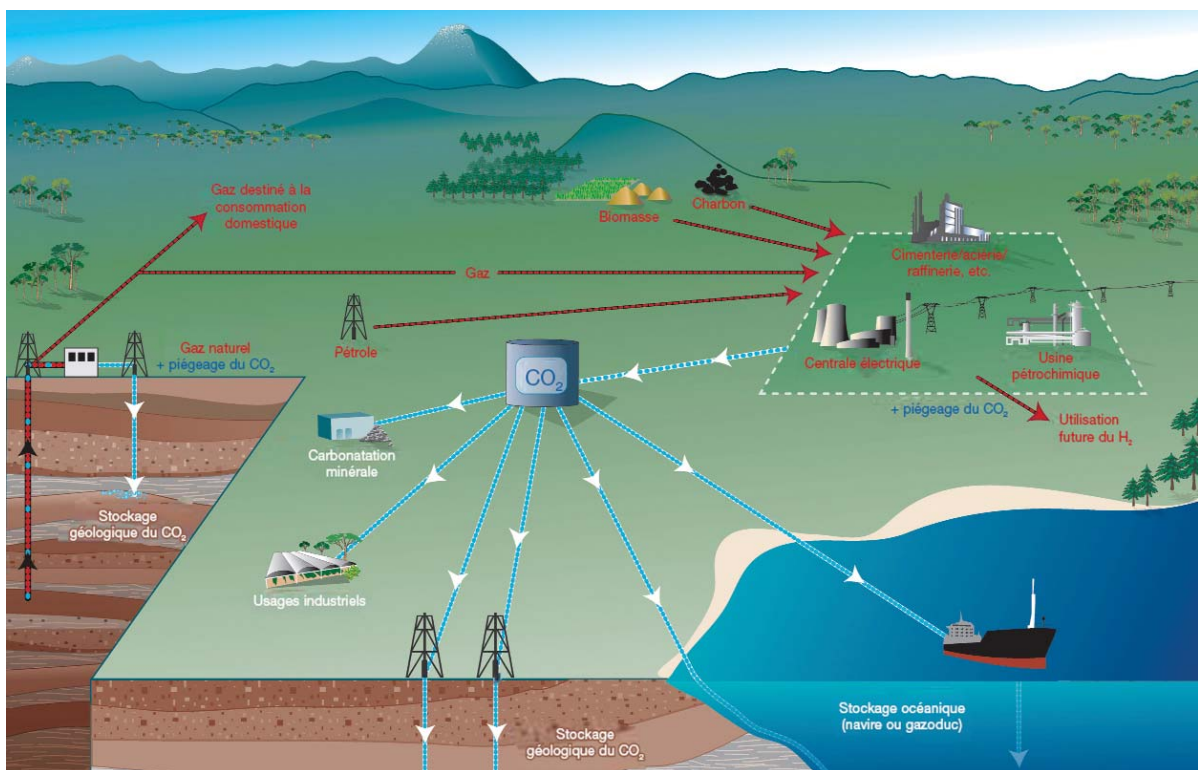 Gaz destiné à la
consommation
domestique
Biomasse
Charbon
Cimenterie/aciérie/
raffinerie, etc.
Gaz
Pétrole
Gaz naturel
+ piégeage du CO₂
CO₂
Centrale électrique
Usine
pétrochimique
+ piégeage du CO₂
Utilisation
future du H₂
Carbonatation
minérale
Stockage
géologique du CO₂
Usages industriels
Stockage
géologique du CO₂
Stockage océanique
(navire ou gazoduc)